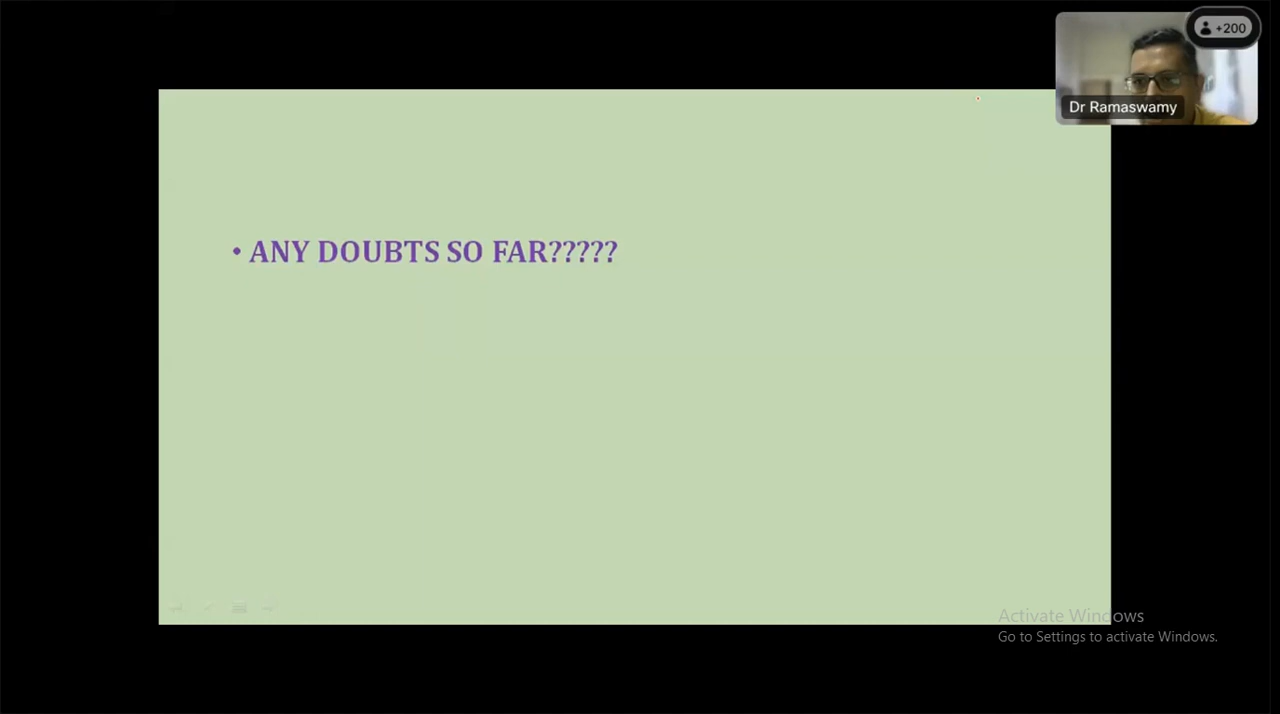 +200
Dr Ramaswamy
• ANY DOUBTS SO FAR?????
Activate Windows
Go to Settings to activate Windows.